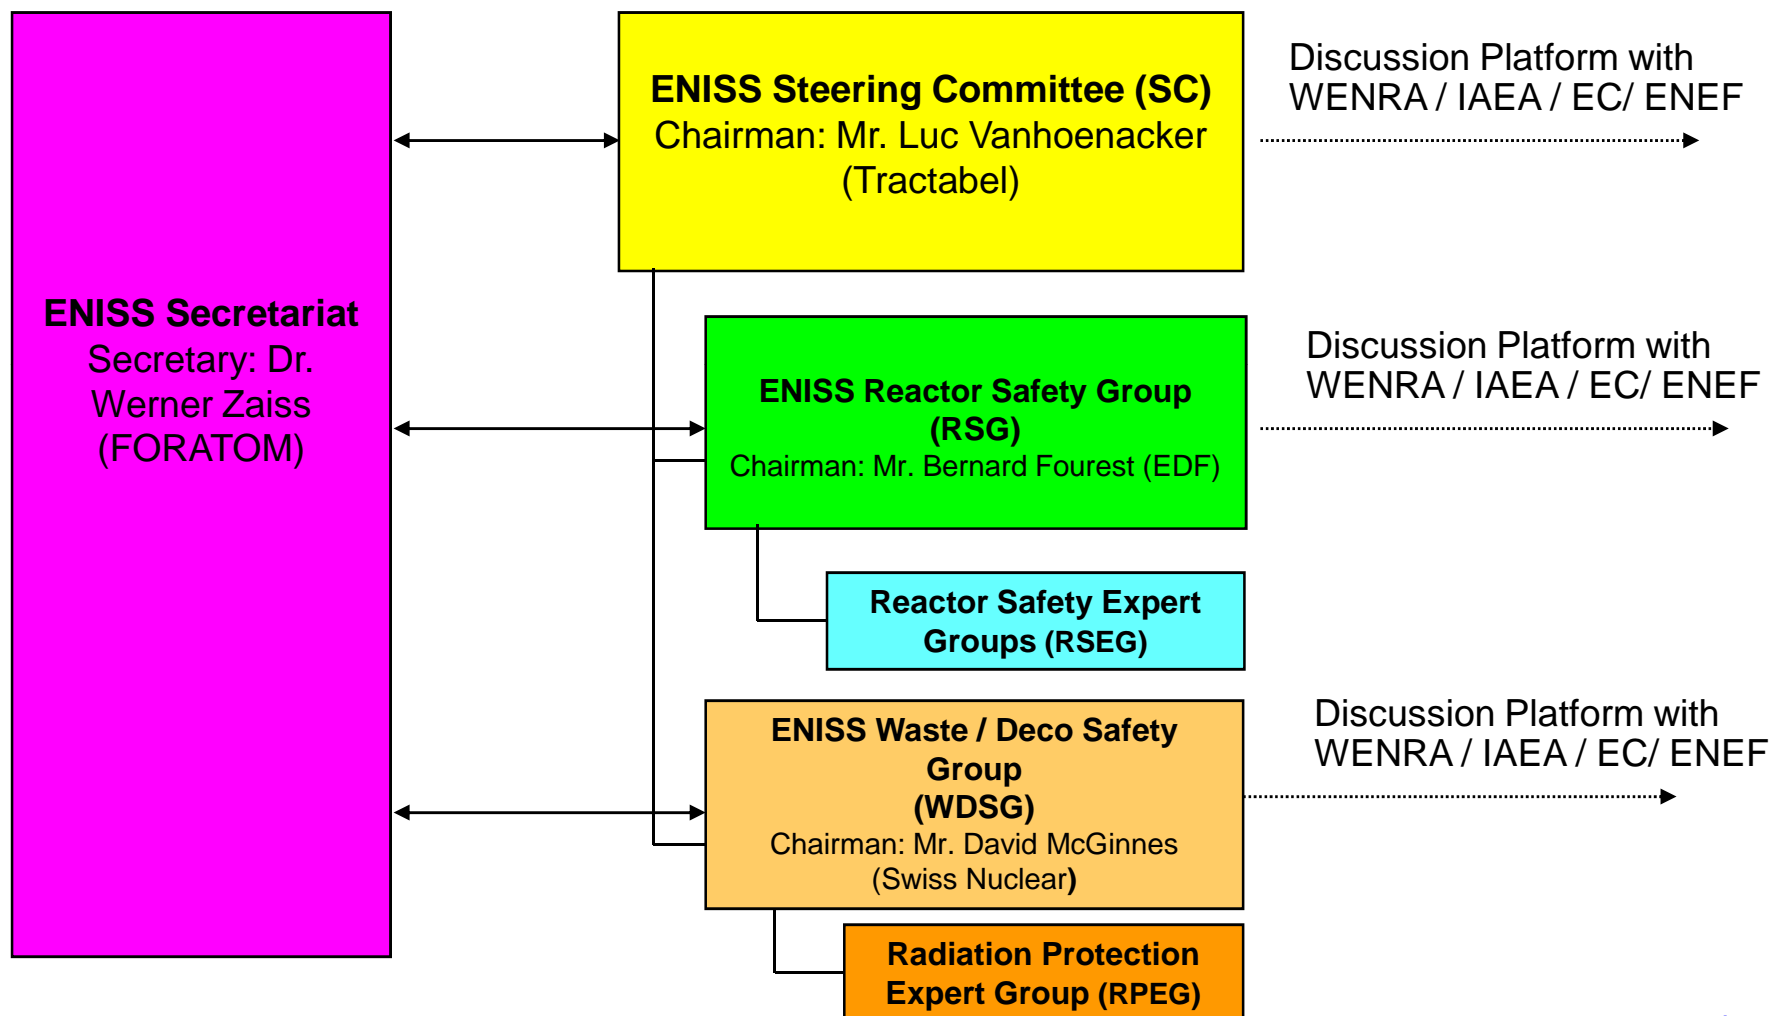 ENISS Steering Committee (SC)
Chairman: Mr. Luc Vanhoenacker
(Tractabel)
Discussion Platform with
WENRA / IAEA / EC/ ENEF
ENISS Secretariat
Secretary: Dr.
Werner Zaiss
(FORATOM)
ENISS Reactor Safety Group
(RSG)
Chairman: Mr. Bernard Fourest (EDF)
Discussion Platform with
WENRA / IAEA / EC/ ENEF
Reactor Safety Expert
Groups (RSEG)
ENISS Waste / Deco Safety
Group
(WDSG)
Chairman: Mr. David McGinnes
(Swiss Nuclear)
Discussion Platform with
WENRA / IAEA / EC/ ENEF
Radiation Protection
Expert Group (RPEG)